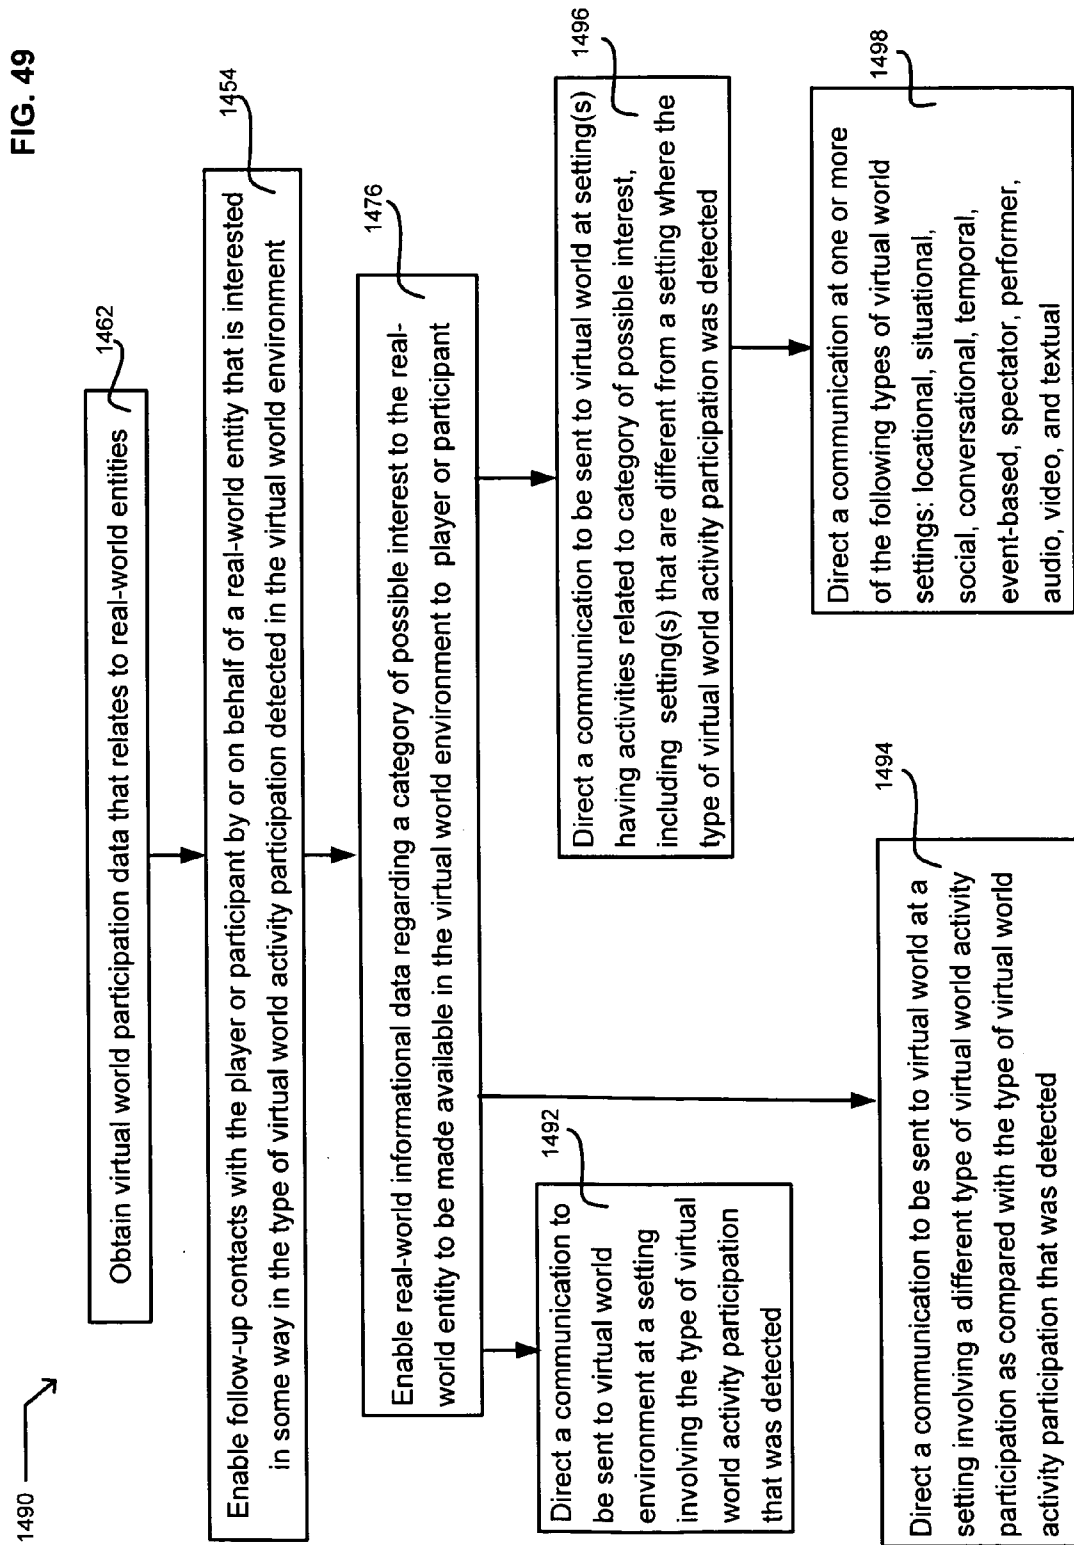 FIG. 49
1490
1462
Obtain virtual world participation data that relates to real-world entities
1454
Enable follow-up contacts with the player or participant by or on behalf of a real-world entity that is interested
in some way in the type of virtual world activity participation detected in the virtual world environment
1476
Enable real-world informational data regarding a category of possible interest to the real-
world entity to be made available in the virtual world environment to player or participant
1492
Direct a communication to
be sent to virtual world
environment at a setting
involving the type of virtual
world activity participation
that was detected
1496
Direct a communication to be sent to virtual world at setting(s)
having activities related to category of possible interest,
including setting(s) that are different from a setting where the
type of virtual world activity participation was detected
1494
Direct a communication to be sent to virtual world at a
setting involving a different type of virtual world activity
participation as compared with the type of virtual world
activity participation that was detected
1498
Direct a communication at one or more
of the following types of virtual world
settings: locational, situational,
social, conversational, temporal,
event-based, spectator, performer,
audio, video, and textual